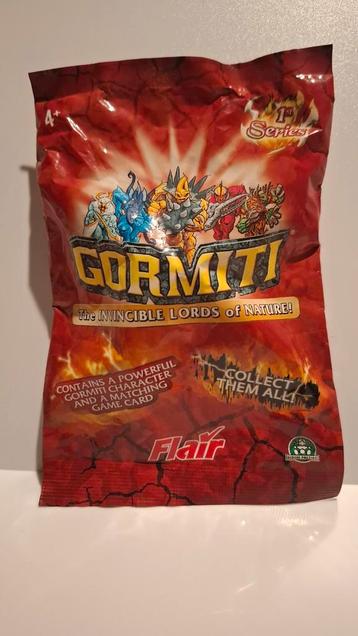 4+
1st
Series
GORMITI
The INVINCIBLE LORDS of NATURE!
CONTAINS A POWERFUL
GORMITI CHARACTER
AND A MATCHING
GAME CARD
COLLECT
THEM ALL!
Flair